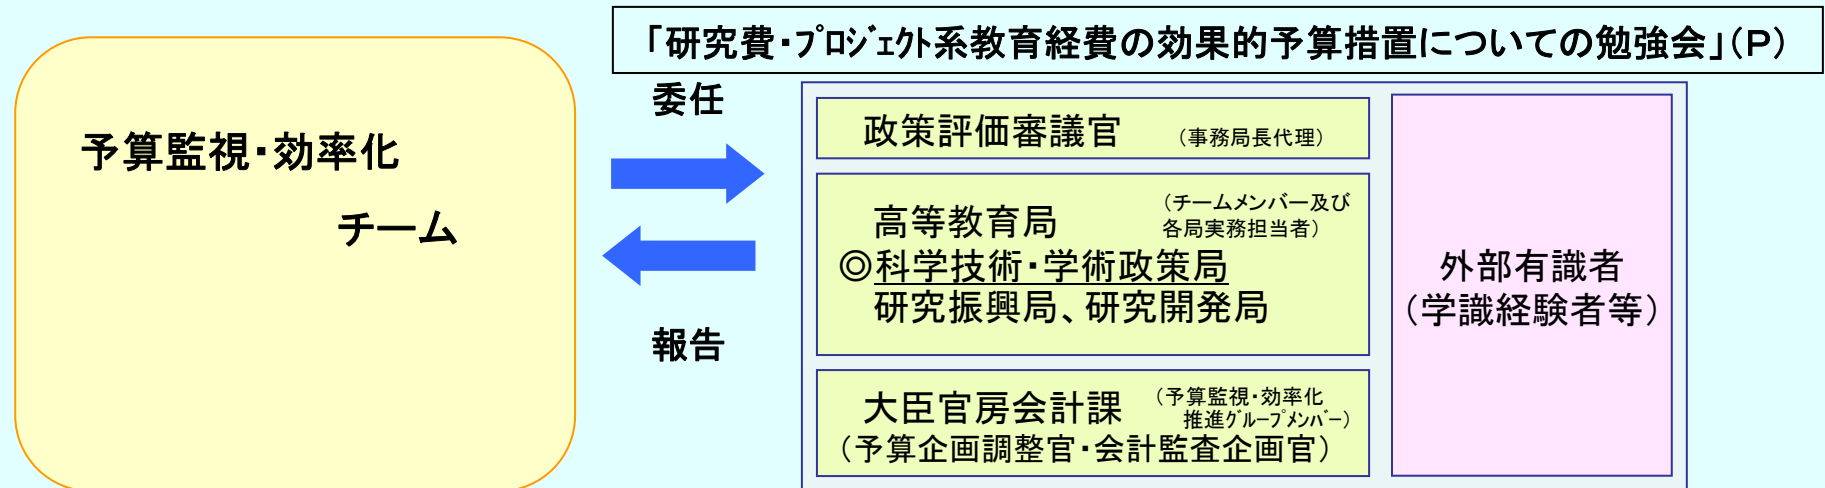 「研究費・ﾌﾟﾛｼﾞｪｸﾄ系教育経費の効果的予算措置についての勉強会」(P)
予算監視・効率化
チーム
委任
報告
政策評価審議官 (事務局長代理)
高等教育局 (チームメンバー及び
各局実務担当者)
◎科学技術・学術政策局
研究振興局、研究開発局
大臣官房会計課 (予算監視・効率化
推進ｸﾞﾙｰﾌﾟﾒﾝﾊﾞｰ)
(予算企画調整官・会計監査企画官)
外部有識者
(学識経験者等)